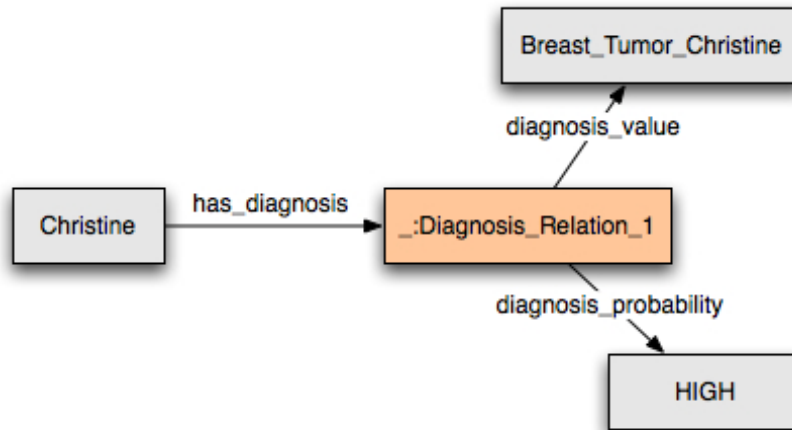 Breast_Tumor_Christine
diagnosis_value
has_diagnosis
Christine
_:Diagnosis_Relation_1
diagnosis_probability
HIGH